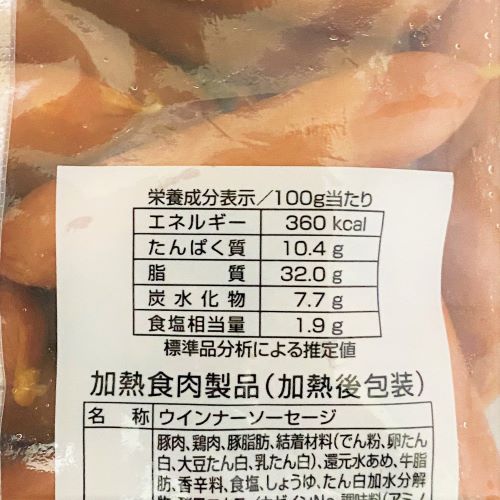 栄養成分表示/100g当たり
エネルギー 360 kcal
たんぱく質 10.4 g
脂質 32.0 g
炭水化物 7.7 g
食塩相当量 1.9 g
標準品分析による推定値
加熱食肉製品(加熱後包装)
名称 ウインナーソーセージ
豚肉、鶏肉、豚脂肪、結着材料(でん粉、卵たん
白、大豆たん白、乳たん白)、還元水あめ、牛脂
肪、香辛料、食塩、しょうゆ、たん白加水分解